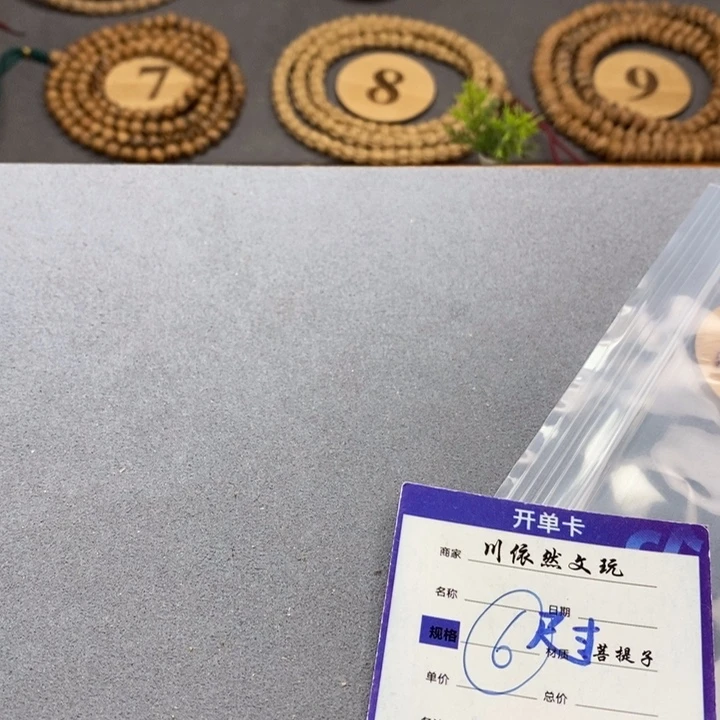 7 8 9
开单卡
商家 川依然文玩
名称 日期
规格 6 尺寸 材质 菩提子
单价 总价